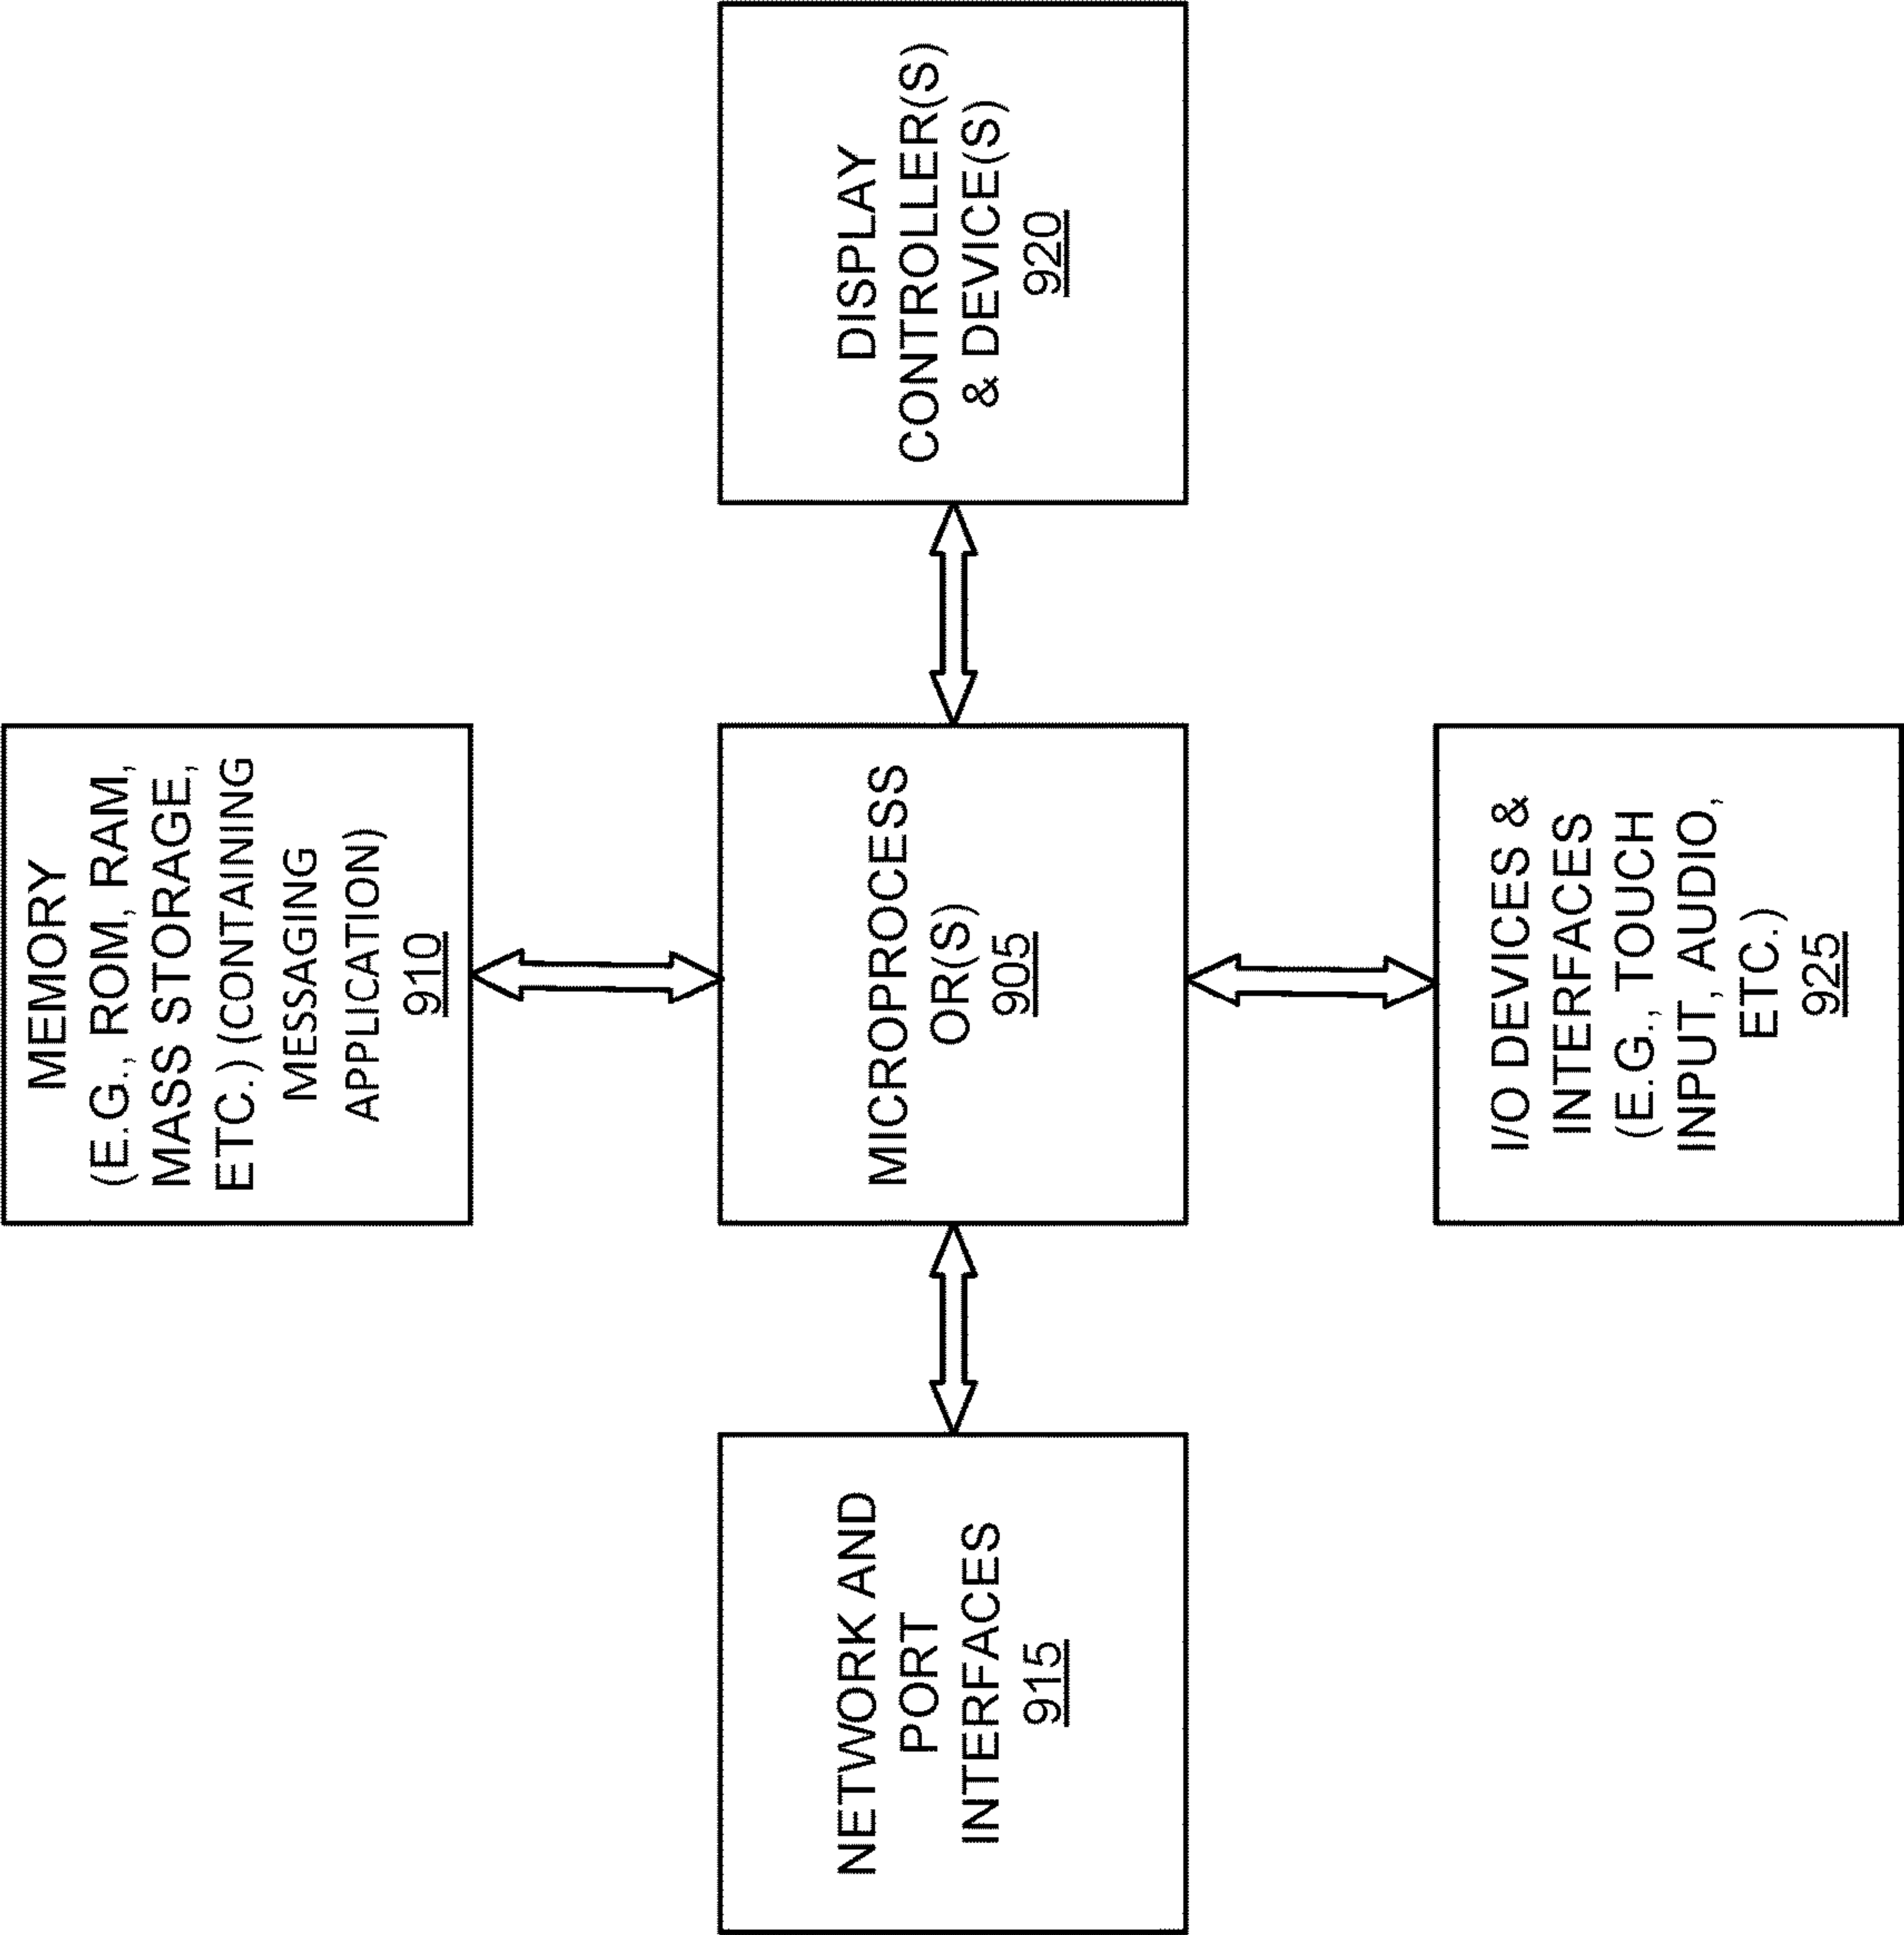 MEMORY
(E.G., ROM, RAM,
MASS STORAGE,
ETC.) (CONTAINING
MESSAGING
APPLICATION)
910
NETWORK AND
PORT
INTERFACES
915
MICROPROCESS
OR(S)
905
DISPLAY
CONTROLLER(S)
& DEVICE(S)
920
I/O DEVICES &
INTERFACES
(E.G., TOUCH
INPUT, AUDIO,
ETC.)
925